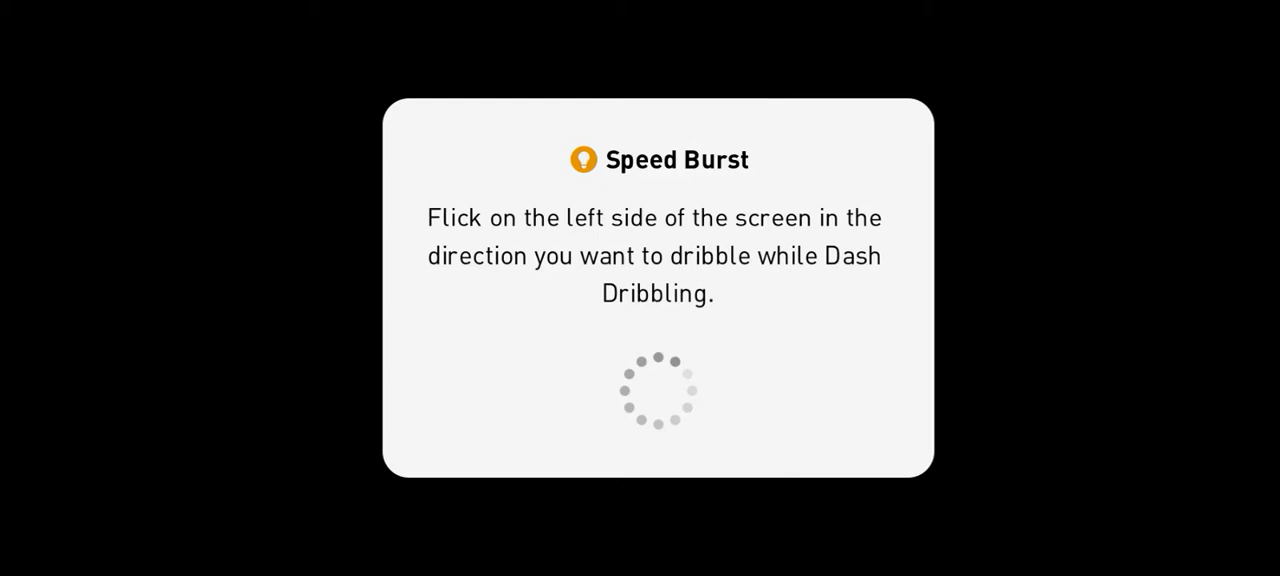 Speed Burst
Flick on the left side of the screen in the
direction you want to dribble while Dash
Dribbling.